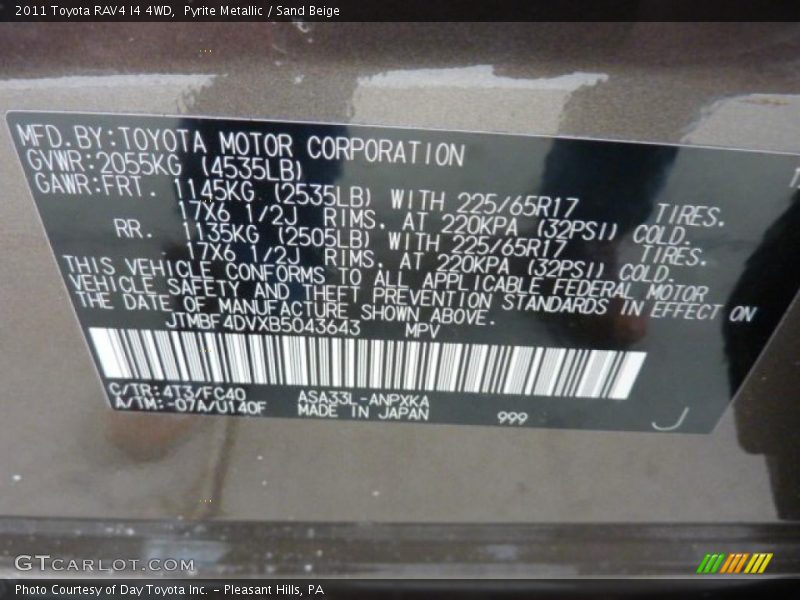 2011 Toyota RAV4 I4 4WD, Pyrite Metallic / Sand Beige
MFD.BY:TOYOTA MOTOR CORPORATION
GVWR:2055KG (4535LB)
GAWR:FRT. 1145KG (2535LB) WITH 225/65R17 TIRES.
17X6 1/2J RIMS. AT 220KPA (32PSI) COLD.
RR. 1135KG (2505LB) WITH 225/65R17 TIRES.
17X6 1/2J RIMS. AT 220KPA (32PSI) COLD.
THIS VEHICLE CONFORMS TO ALL APPLICABLE FEDERAL MOTOR
VEHICLE SAFETY AND THEFT PREVENTION STANDARDS IN EFFECT ON
THE DATE OF MANUFACTURE SHOWN ABOVE.
JTMBF4DVXB5043643 MPV
C/TR:4T3/FC40 ASA33L-ANPXKA
A/TM:-07A/U140F MADE IN JAPAN 999 J
GTCARLOT.COM
Photo Courtesy of Day Toyota Inc. - Pleasant Hills, PA